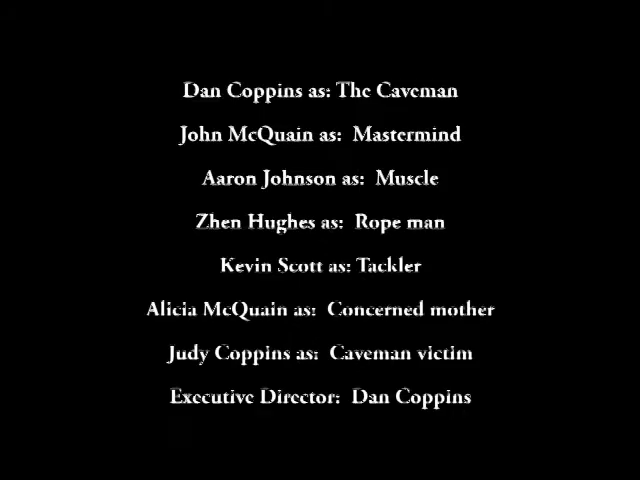 Dan Coppins as: The Caveman
John McQuain as: Mastermind
Aaron Johnson as: Muscle
Zhen Hughes as: Rope man
Kevin Scott as: Tackler
Alicia McQuain as: Concerned mother
Judy Coppins as: Caveman victim
Executive Director: Dan Coppins